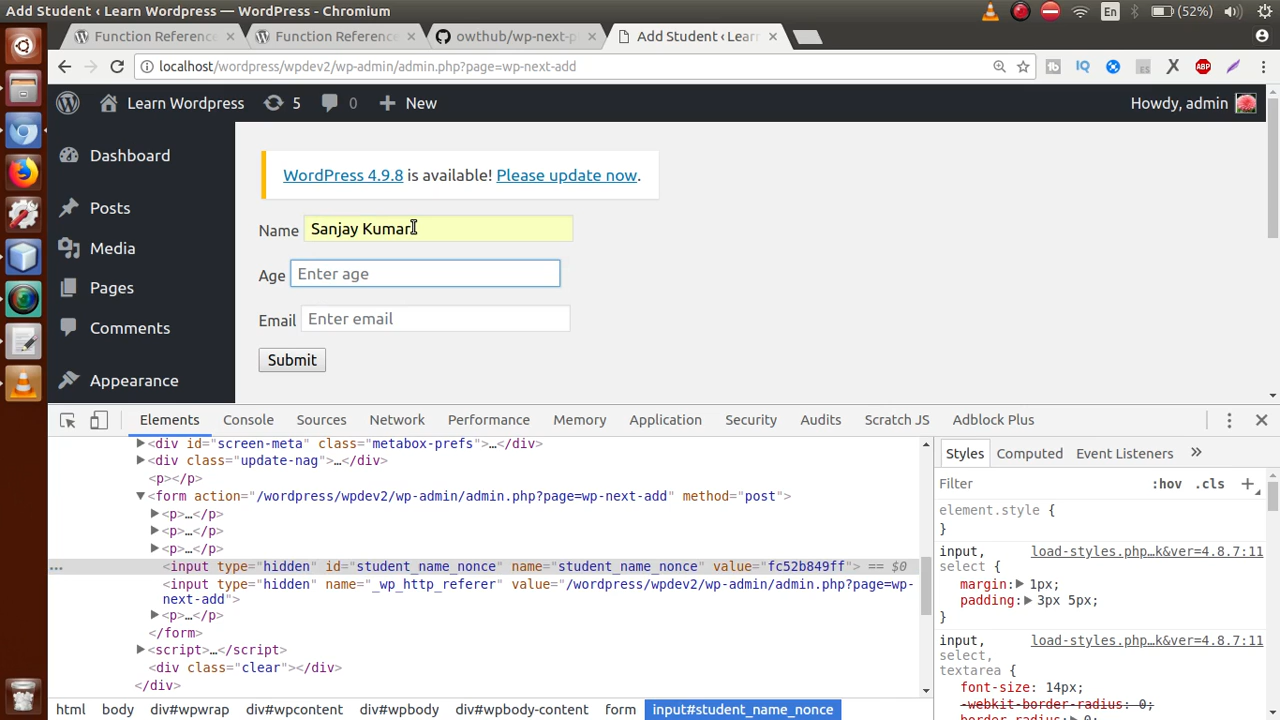 Add Student ‹ Learn Wordpress — WordPress - Chromium
En (52%)
Function Reference × Function Reference × owthub/wp-next-p × Add Student ‹ Learn ×
localhost/wordpress/wpdev2/wp-admin/admin.php?page=wp-next-add
IQ ES X ABP
Learn Wordpress 5 0 + New Howdy, admin
Dashboard
Posts
Media
Pages
Comments
Appearance
WordPress 4.9.8 is available! Please update now.
Name Sanjay Kumar
Age Enter age
Email Enter email
Submit
Elements Console Sources Network Performance Memory Application Security Audits Scratch JS Adblock Plus
<div id="screen-meta" class="metabox-prefs">…</div>
<div class="update-nag">…</div>
<p></p>
<form action="/wordpress/wpdev2/wp-admin/admin.php?page=wp-next-add" method="post">
<p>…</p>
<p>…</p>
<p>…</p>
… <input type="hidden" id="student_name_nonce" name="student_name_nonce" value="fc52b849ff"> == $0
<input type="hidden" name="_wp_http_referer" value="/wordpress/wpdev2/wp-admin/admin.php?page=wp-
next-add">
<p>…</p>
</form>
<script>…</script>
<div class="clear"></div>
</div>
html body div#wpwrap div#wpcontent div#wpbody div#wpbody-content form input#student_name_nonce
Styles Computed Event Listeners »
Filter :hov .cls +
element.style {
}
input, load-styles.php…k&ver=4.8.7:11
select {
margin: 1px;
padding: 3px 5px;
}
input, load-styles.php…k&ver=4.8.7:11
select,
textarea {
font-size: 14px;
-webkit-border-radius: 0;
border-radius: 0;